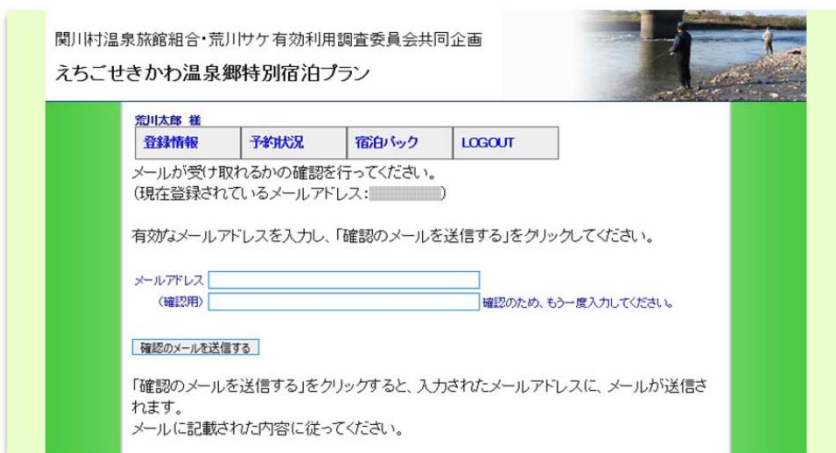 関川村温泉旅館組合・荒川サケ有効利用調査委員会共同企画
えちごせきかわ温泉郷特別宿泊プラン
荒川太郎 様
登録情報 予約状況 宿泊パック LOGOUT
メールが受け取れるかの確認を行ってください。
(現在登録されているメールアドレス: )
有効なメールアドレスを入力し、「確認のメールを送信する」をクリックしてください。
メールアドレス
(確認用) 確認のため、もう一度入力してください。
確認のメールを送信する
「確認のメールを送信する」をクリックすると、入力されたメールアドレスに、メールが送信さ
れます。
メールに記載された内容に従ってください。